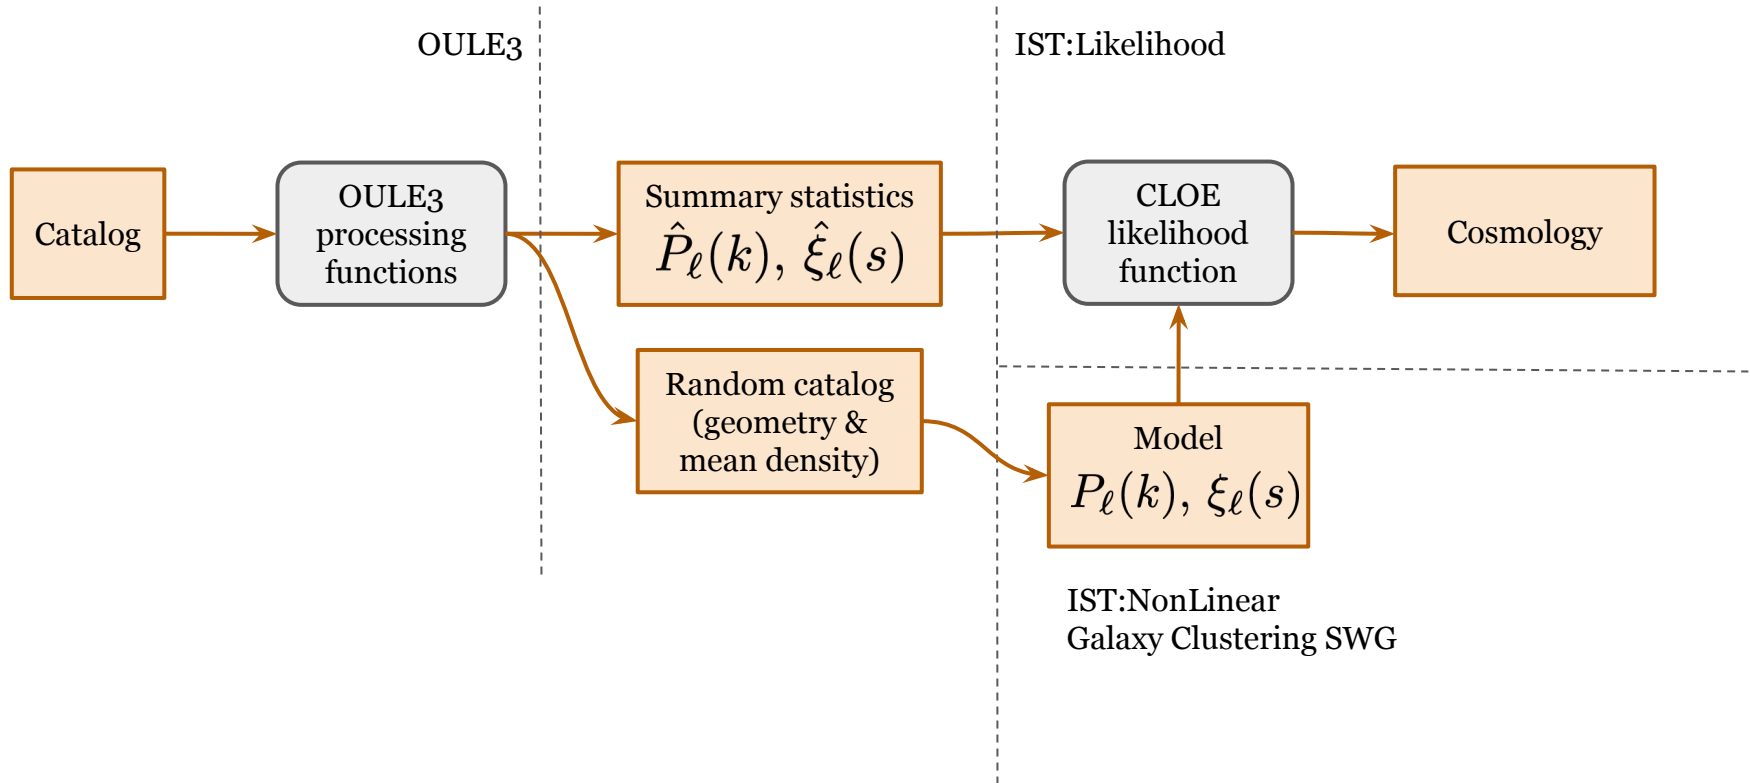 OULE3
IST:Likelihood
Catalog
OULE3
processing
functions
Summary statistics
P̂ℓ(k), ξ̂ℓ(s)
CLOE
likelihood
function
Cosmology
Random catalog
(geometry &
mean density)
Model
Pℓ(k), ξℓ(s)
IST:NonLinear
Galaxy Clustering SWG